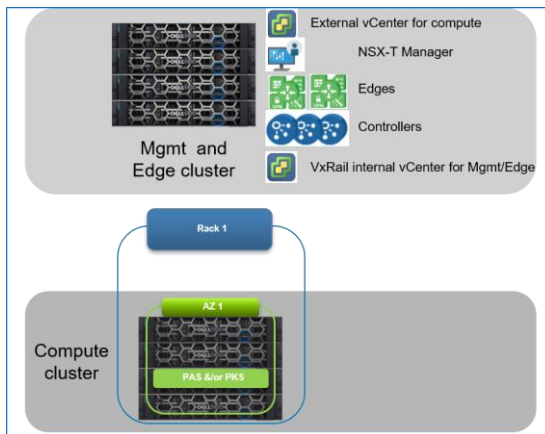 External vCenter for compute
NSX-T Manager
Edges
Controllers
VxRail internal vCenter for Mgmt/Edge
Mgmt and
Edge cluster
Rack 1
AZ 1
Compute
cluster
PAS &/or PKS